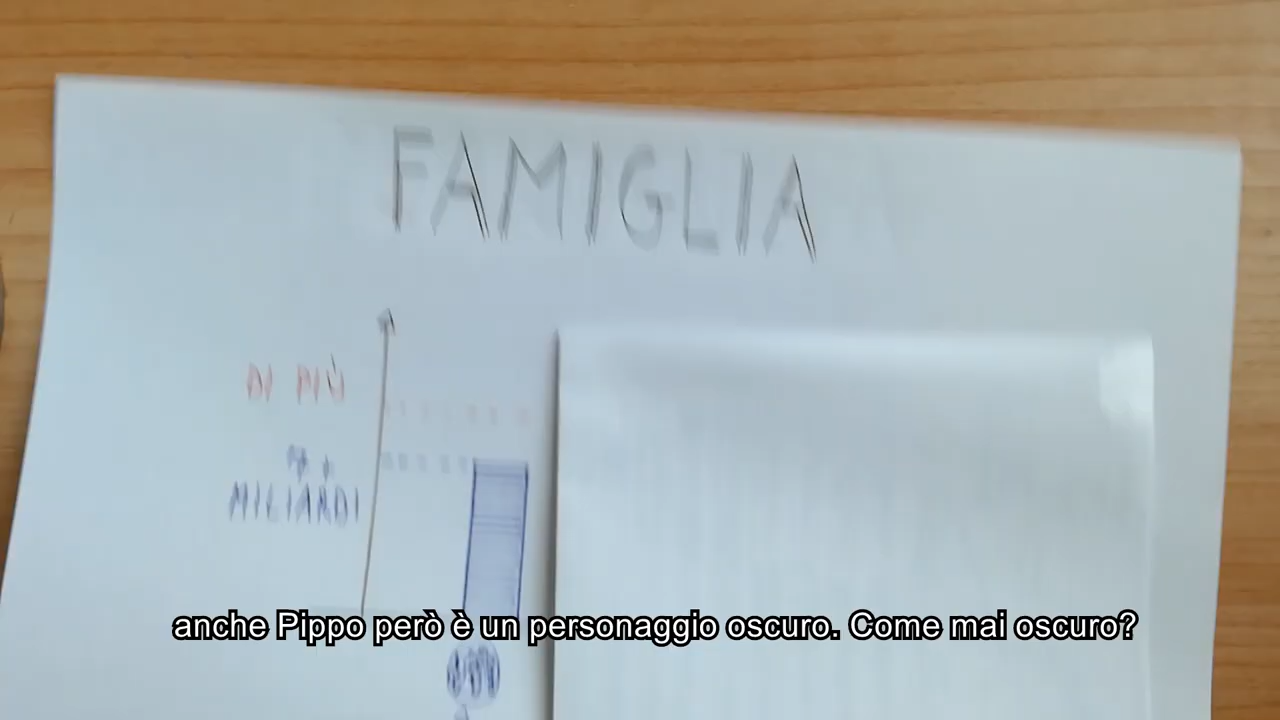 FAMIGLIA
DI PIÙ
MILIARDI
anche Pippo però è un personaggio oscuro. Come mai oscuro?